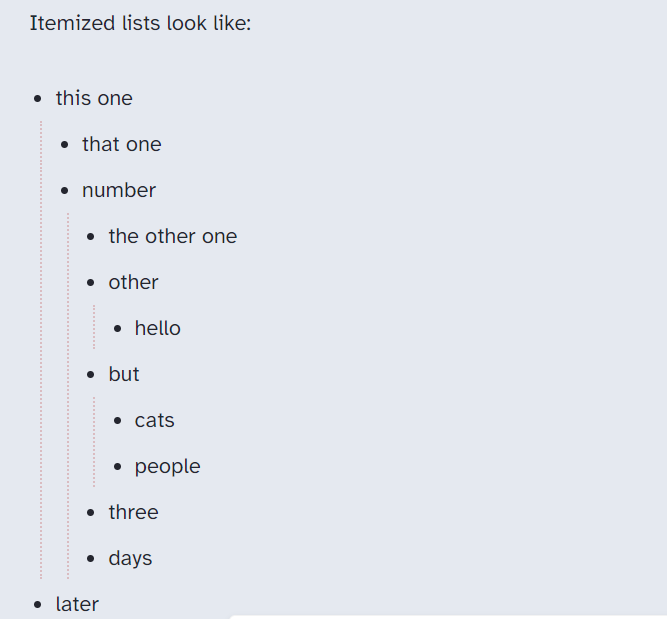 Itemized lists look like:
this one
that one
number
the other one
other
hello
but
cats
people
three
days
later